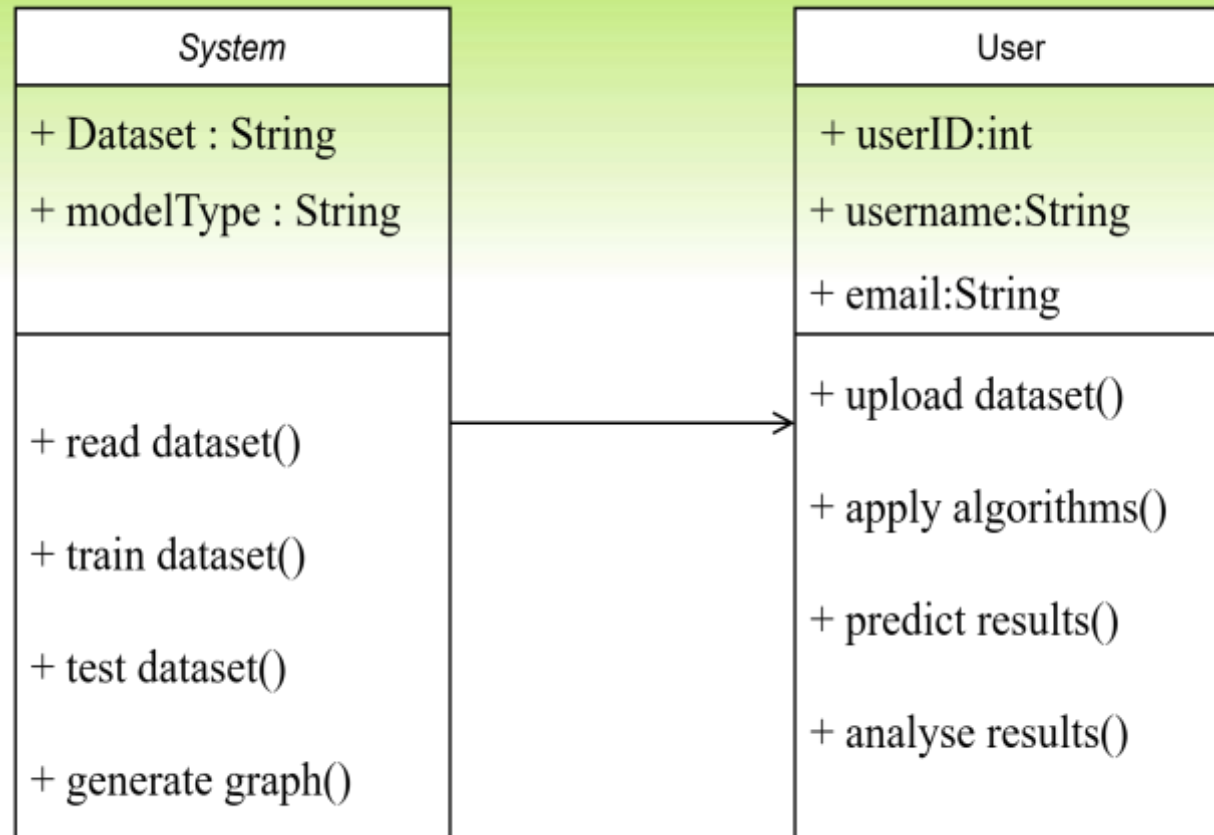 System
+ Dataset : String
+ modelType : String
+ read dataset()
+ train dataset()
+ test dataset()
+ generate graph()
User
+ userID:int
+ username:String
+ email:String
+ upload dataset()
+ apply algorithms()
+ predict results()
+ analyse results()